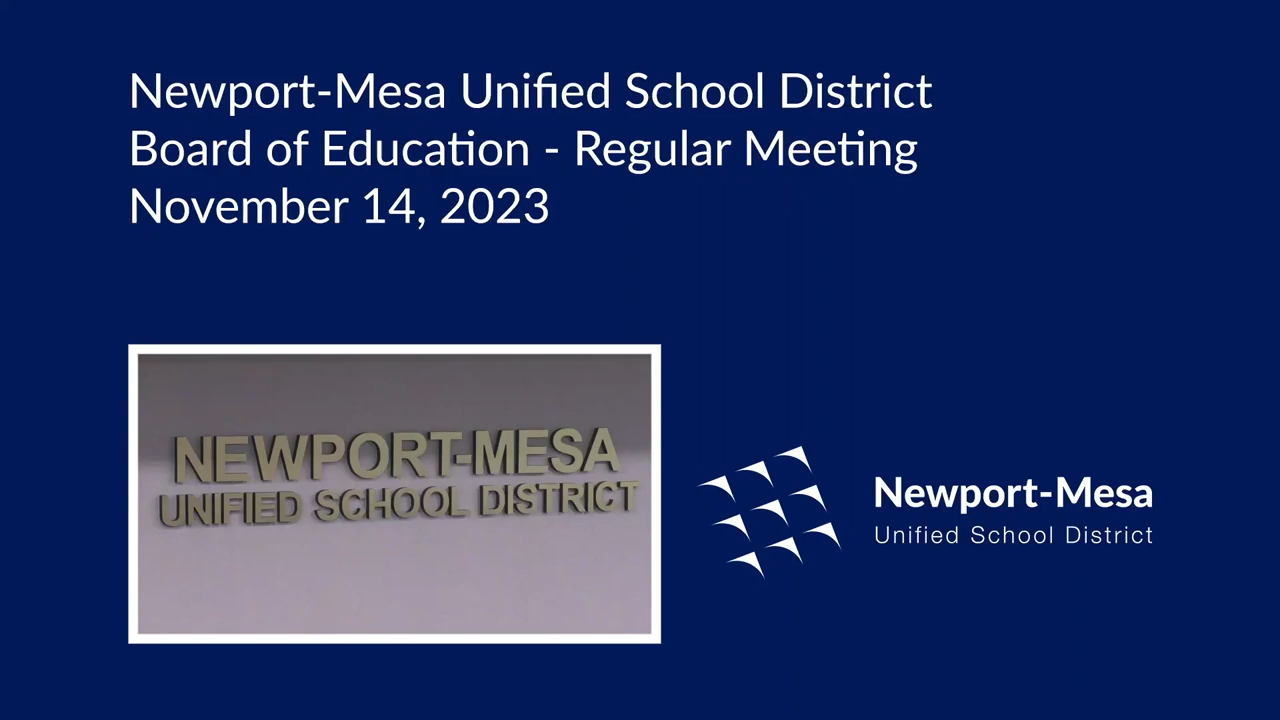 Newport-Mesa Unified School District
Board of Education - Regular Meeting
November 14, 2023
NEWPORT-MESA
UNIFIED SCHOOL DISTRICT
Newport-Mesa
Unified School District